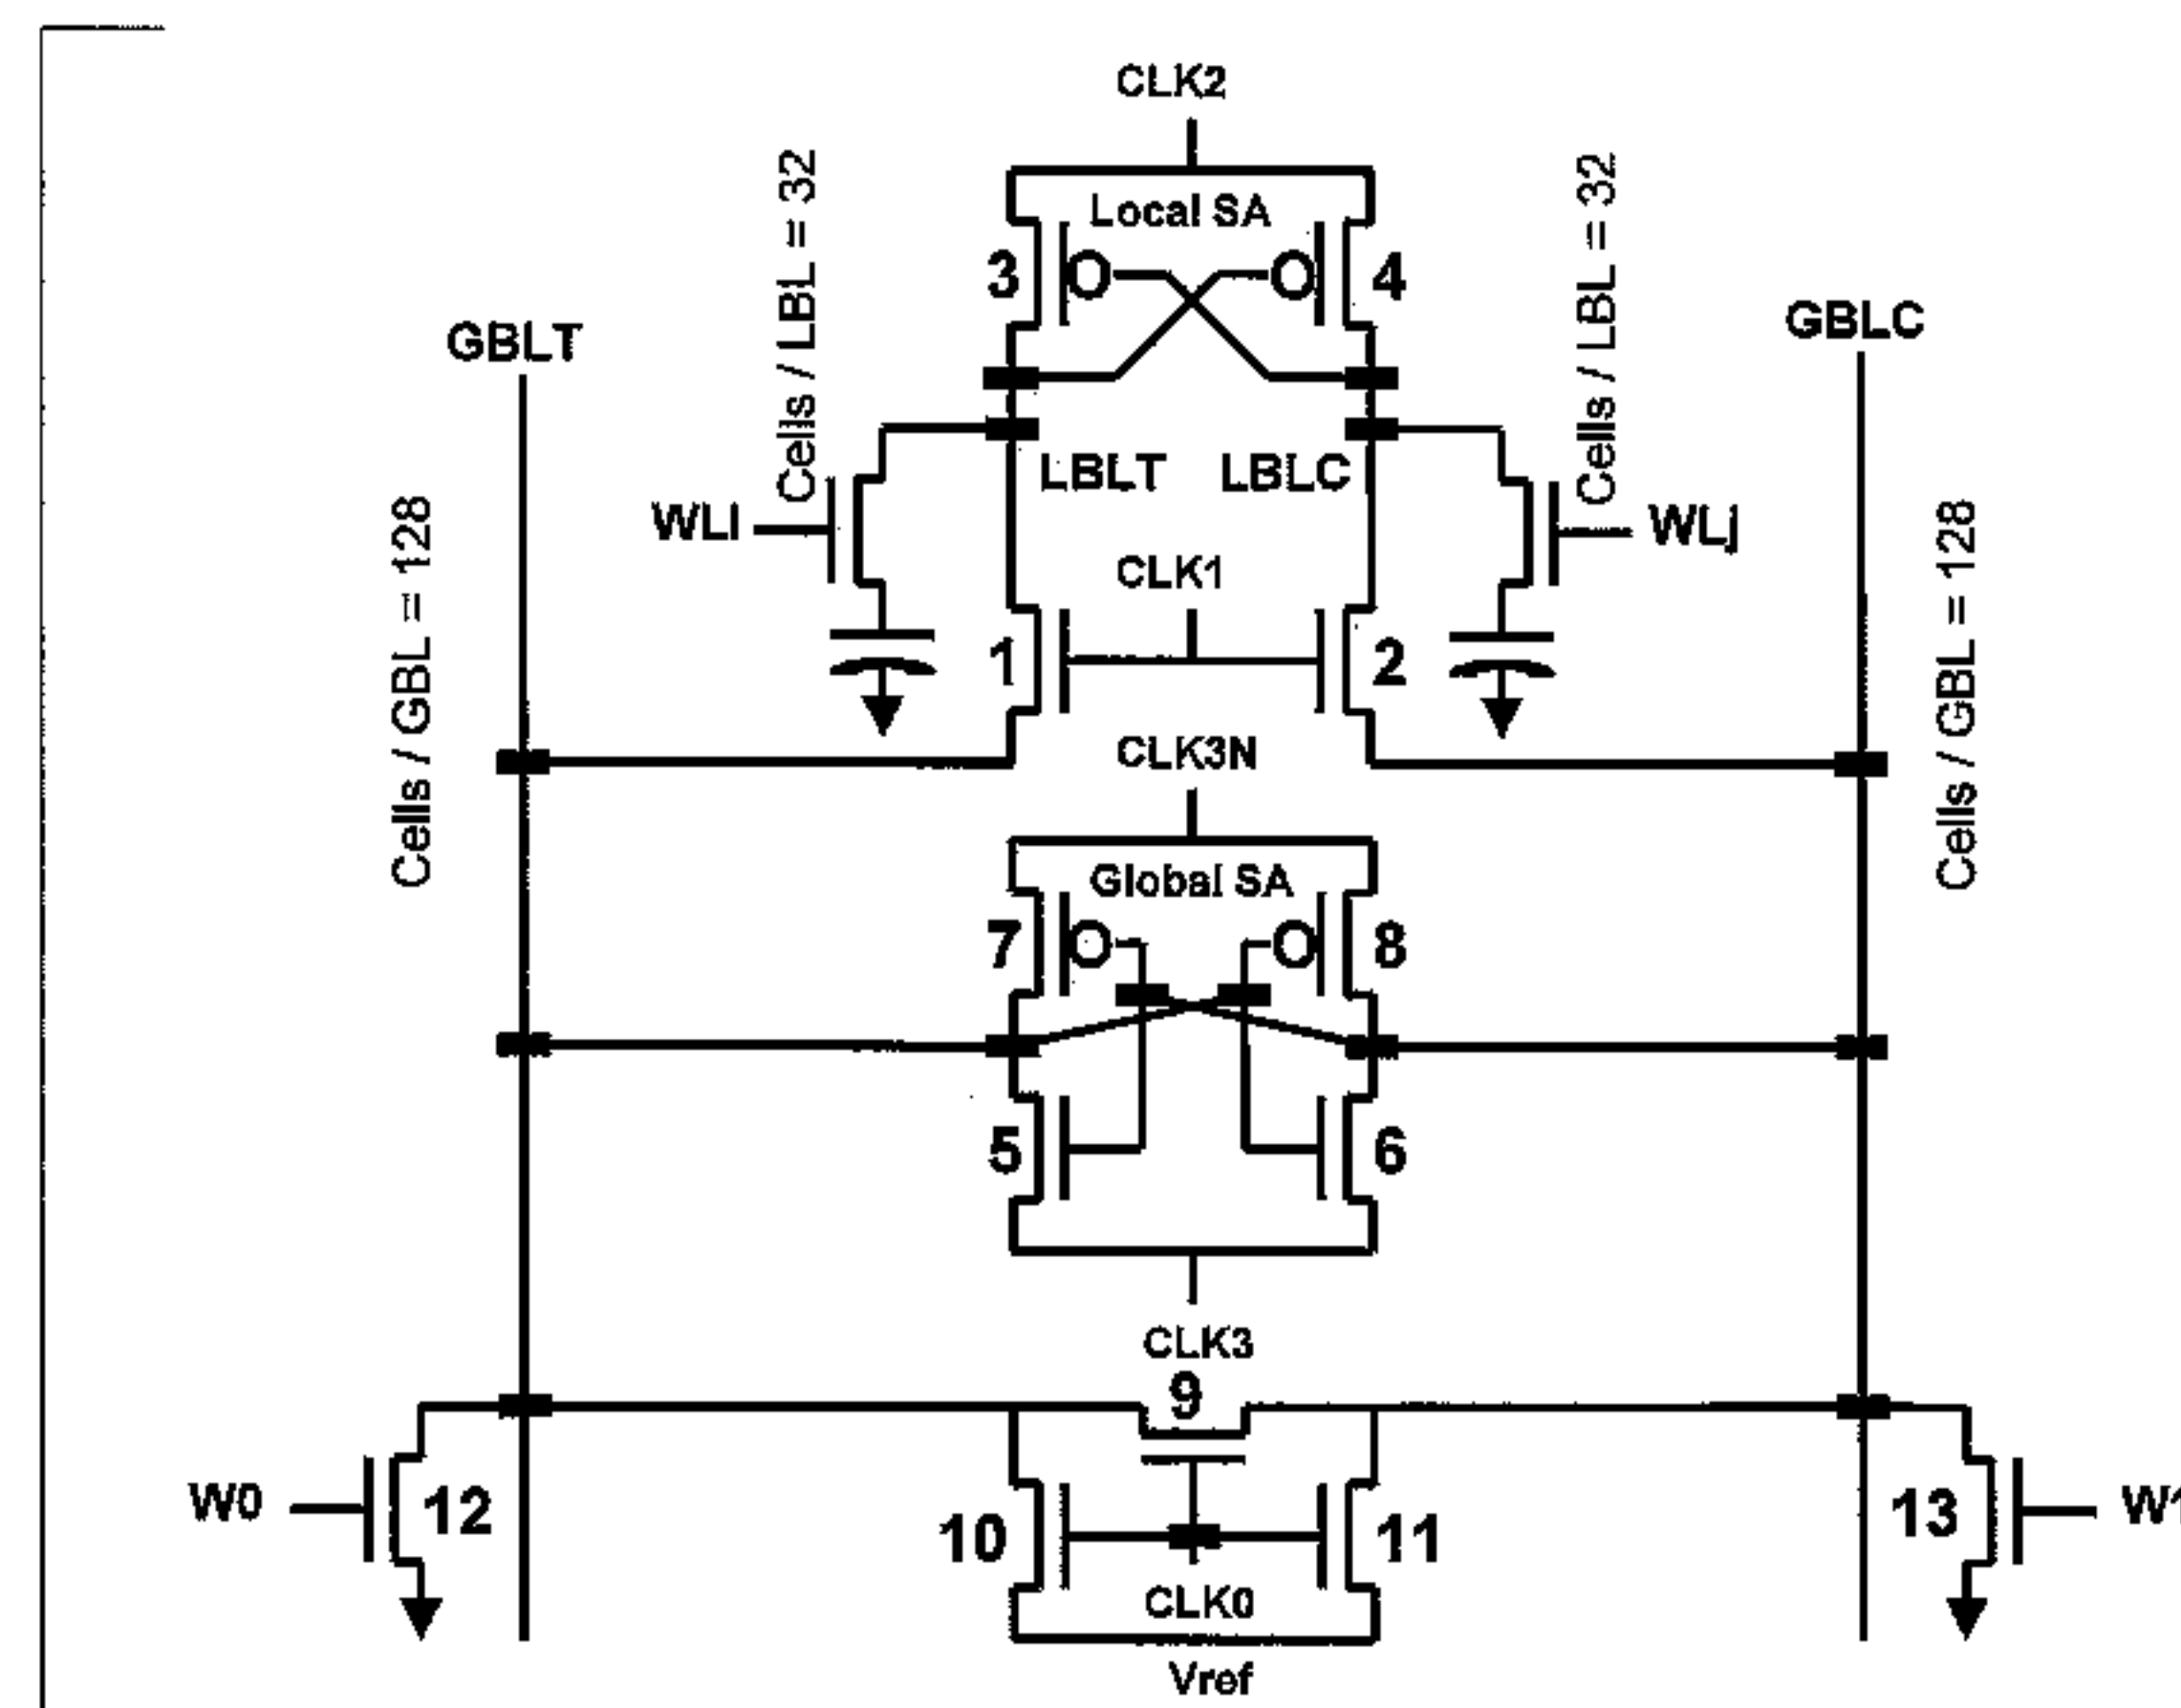 CLK2
Cells / LBL = 32
Cells / LBL = 32
Local SA
3
4
GBLT
GBLC
LBLT
LBLC
WLi
WLj
Cells / GBL = 128
Cells / GBL = 128
CLK1
1
2
CLK3N
Global SA
7
8
5
6
CLK3
9
W0
12
13
W1
10
11
CLK0
Vref